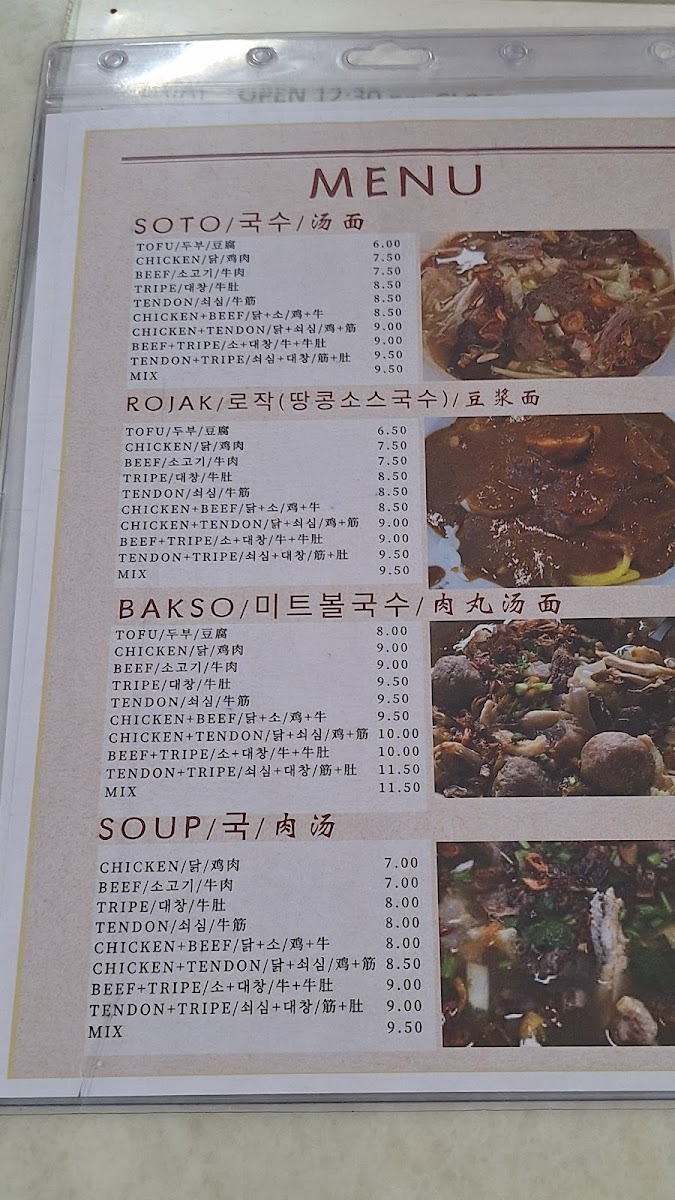 OPEN 12:30
MENU
SOTO/국수/汤面
TOFU/두부/豆腐 6.00
CHICKEN/닭/鸡肉 7.50
BEEF/소고기/牛肉 7.50
TRIPE/대창/牛肚 8.50
TENDON/쇠심/牛筋 8.50
CHICKEN+BEEF/닭+소/鸡+牛 8.50
CHICKEN+TENDON/닭+쇠심/鸡+筋 9.00
BEEF+TRIPE/소+대창/牛+牛肚 9.00
TENDON+TRIPE/쇠심+대창/筋+肚 9.50
MIX 9.50
ROJAK/로작(땅콩소스국수)/豆浆面
TOFU/두부/豆腐 6.50
CHICKEN/닭/鸡肉 7.50
BEEF/소고기/牛肉 7.50
TRIPE/대창/牛肚 8.50
TENDON/쇠심/牛筋 8.50
CHICKEN+BEEF/닭+소/鸡+牛 8.50
CHICKEN+TENDON/닭+쇠심/鸡+筋 9.00
BEEF+TRIPE/소+대창/牛+牛肚 9.00
TENDON+TRIPE/쇠심+대창/筋+肚 9.50
MIX 9.50
BAKSO/미트볼국수/肉丸汤面
TOFU/두부/豆腐 8.00
CHICKEN/닭/鸡肉 9.00
BEEF/소고기/牛肉 9.00
TRIPE/대창/牛肚 9.50
TENDON/쇠심/牛筋 9.50
CHICKEN+BEEF/닭+소/鸡+牛 9.50
CHICKEN+TENDON/닭+쇠심/鸡+筋 10.00
BEEF+TRIPE/소+대창/牛+牛肚 10.00
TENDON+TRIPE/쇠심+대창/筋+肚 11.50
MIX 11.50
SOUP/국/肉汤
CHICKEN/닭/鸡肉 7.00
BEEF/소고기/牛肉 7.00
TRIPE/대창/牛肚 8.00
TENDON/쇠심/牛筋 8.00
CHICKEN+BEEF/닭+소/鸡+牛 8.00
CHICKEN+TENDON/닭+쇠심/鸡+筋 8.50
BEEF+TRIPE/소+대창/牛+牛肚 9.00
TENDON+TRIPE/쇠심+대창/筋+肚 9.00
MIX 9.50